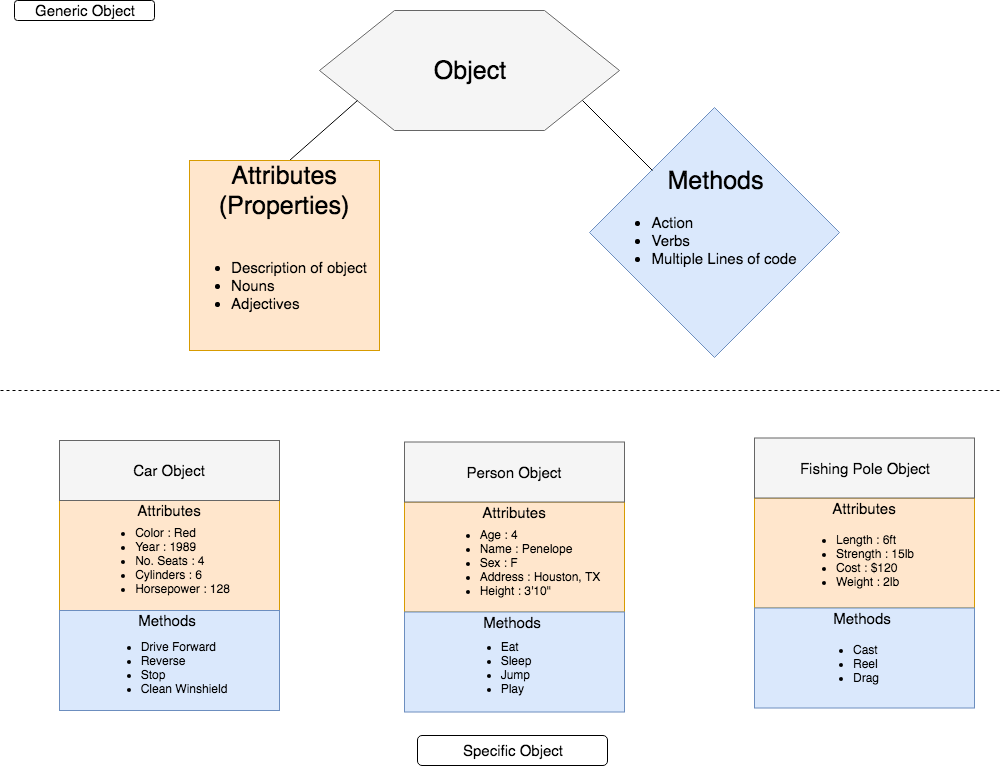 Generic Object
Object
Attributes
(Properties)
• Description of object
• Nouns
• Adjectives
Methods
• Action
• Verbs
• Multiple Lines of code
Car Object
Attributes
• Color : Red
• Year : 1989
• No. Seats : 4
• Cylinders : 6
• Horsepower : 128
Methods
• Drive Forward
• Reverse
• Stop
• Clean Winshield
Person Object
Attributes
• Age : 4
• Name : Penelope
• Sex : F
• Address : Houston, TX
• Height : 3'10"
Methods
• Eat
• Sleep
• Jump
• Play
Fishing Pole Object
Attributes
• Length : 6ft
• Strength : 15lb
• Cost : $120
• Weight : 2lb
Methods
• Cast
• Reel
• Drag
Specific Object